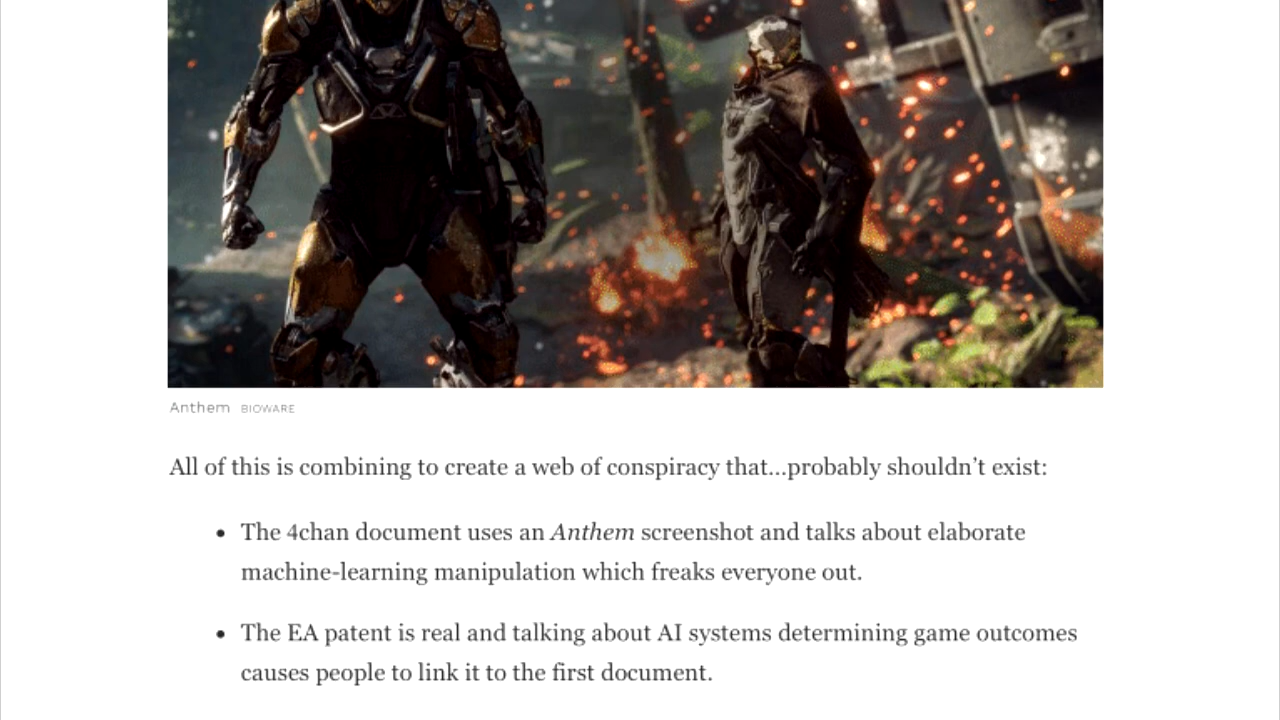 Anthem BIOWARE
All of this is combining to create a web of conspiracy that...probably shouldn’t exist:
• The 4chan document uses an Anthem screenshot and talks about elaborate
machine-learning manipulation which freaks everyone out.
• The EA patent is real and talking about AI systems determining game outcomes
causes people to link it to the first document.